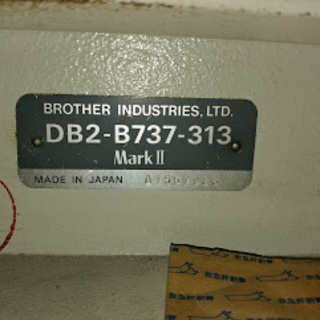 BROTHER INDUSTRIES, LTD.
DB2-B737-313
Mark II
MADE IN JAPAN